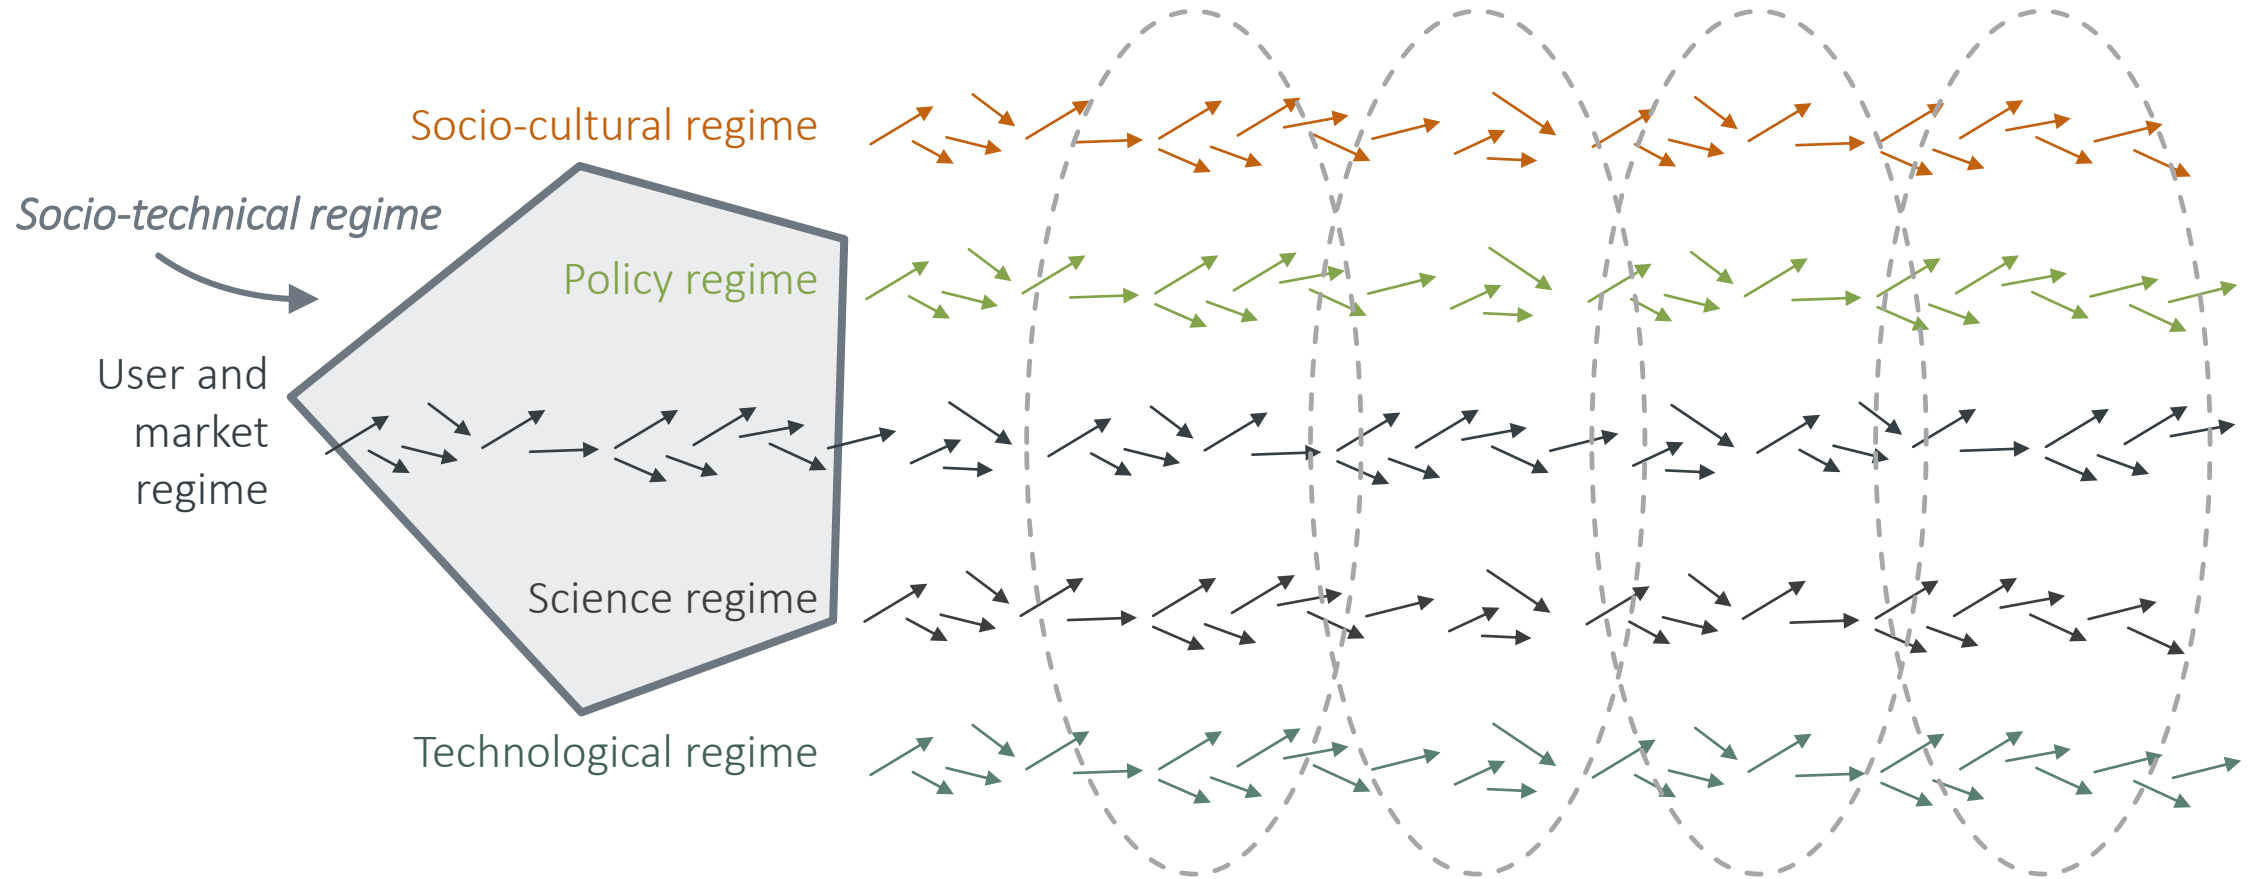 Socio-cultural regime
Socio-technical regime
Policy regime
User and
market
regime
Science regime
Technological regime